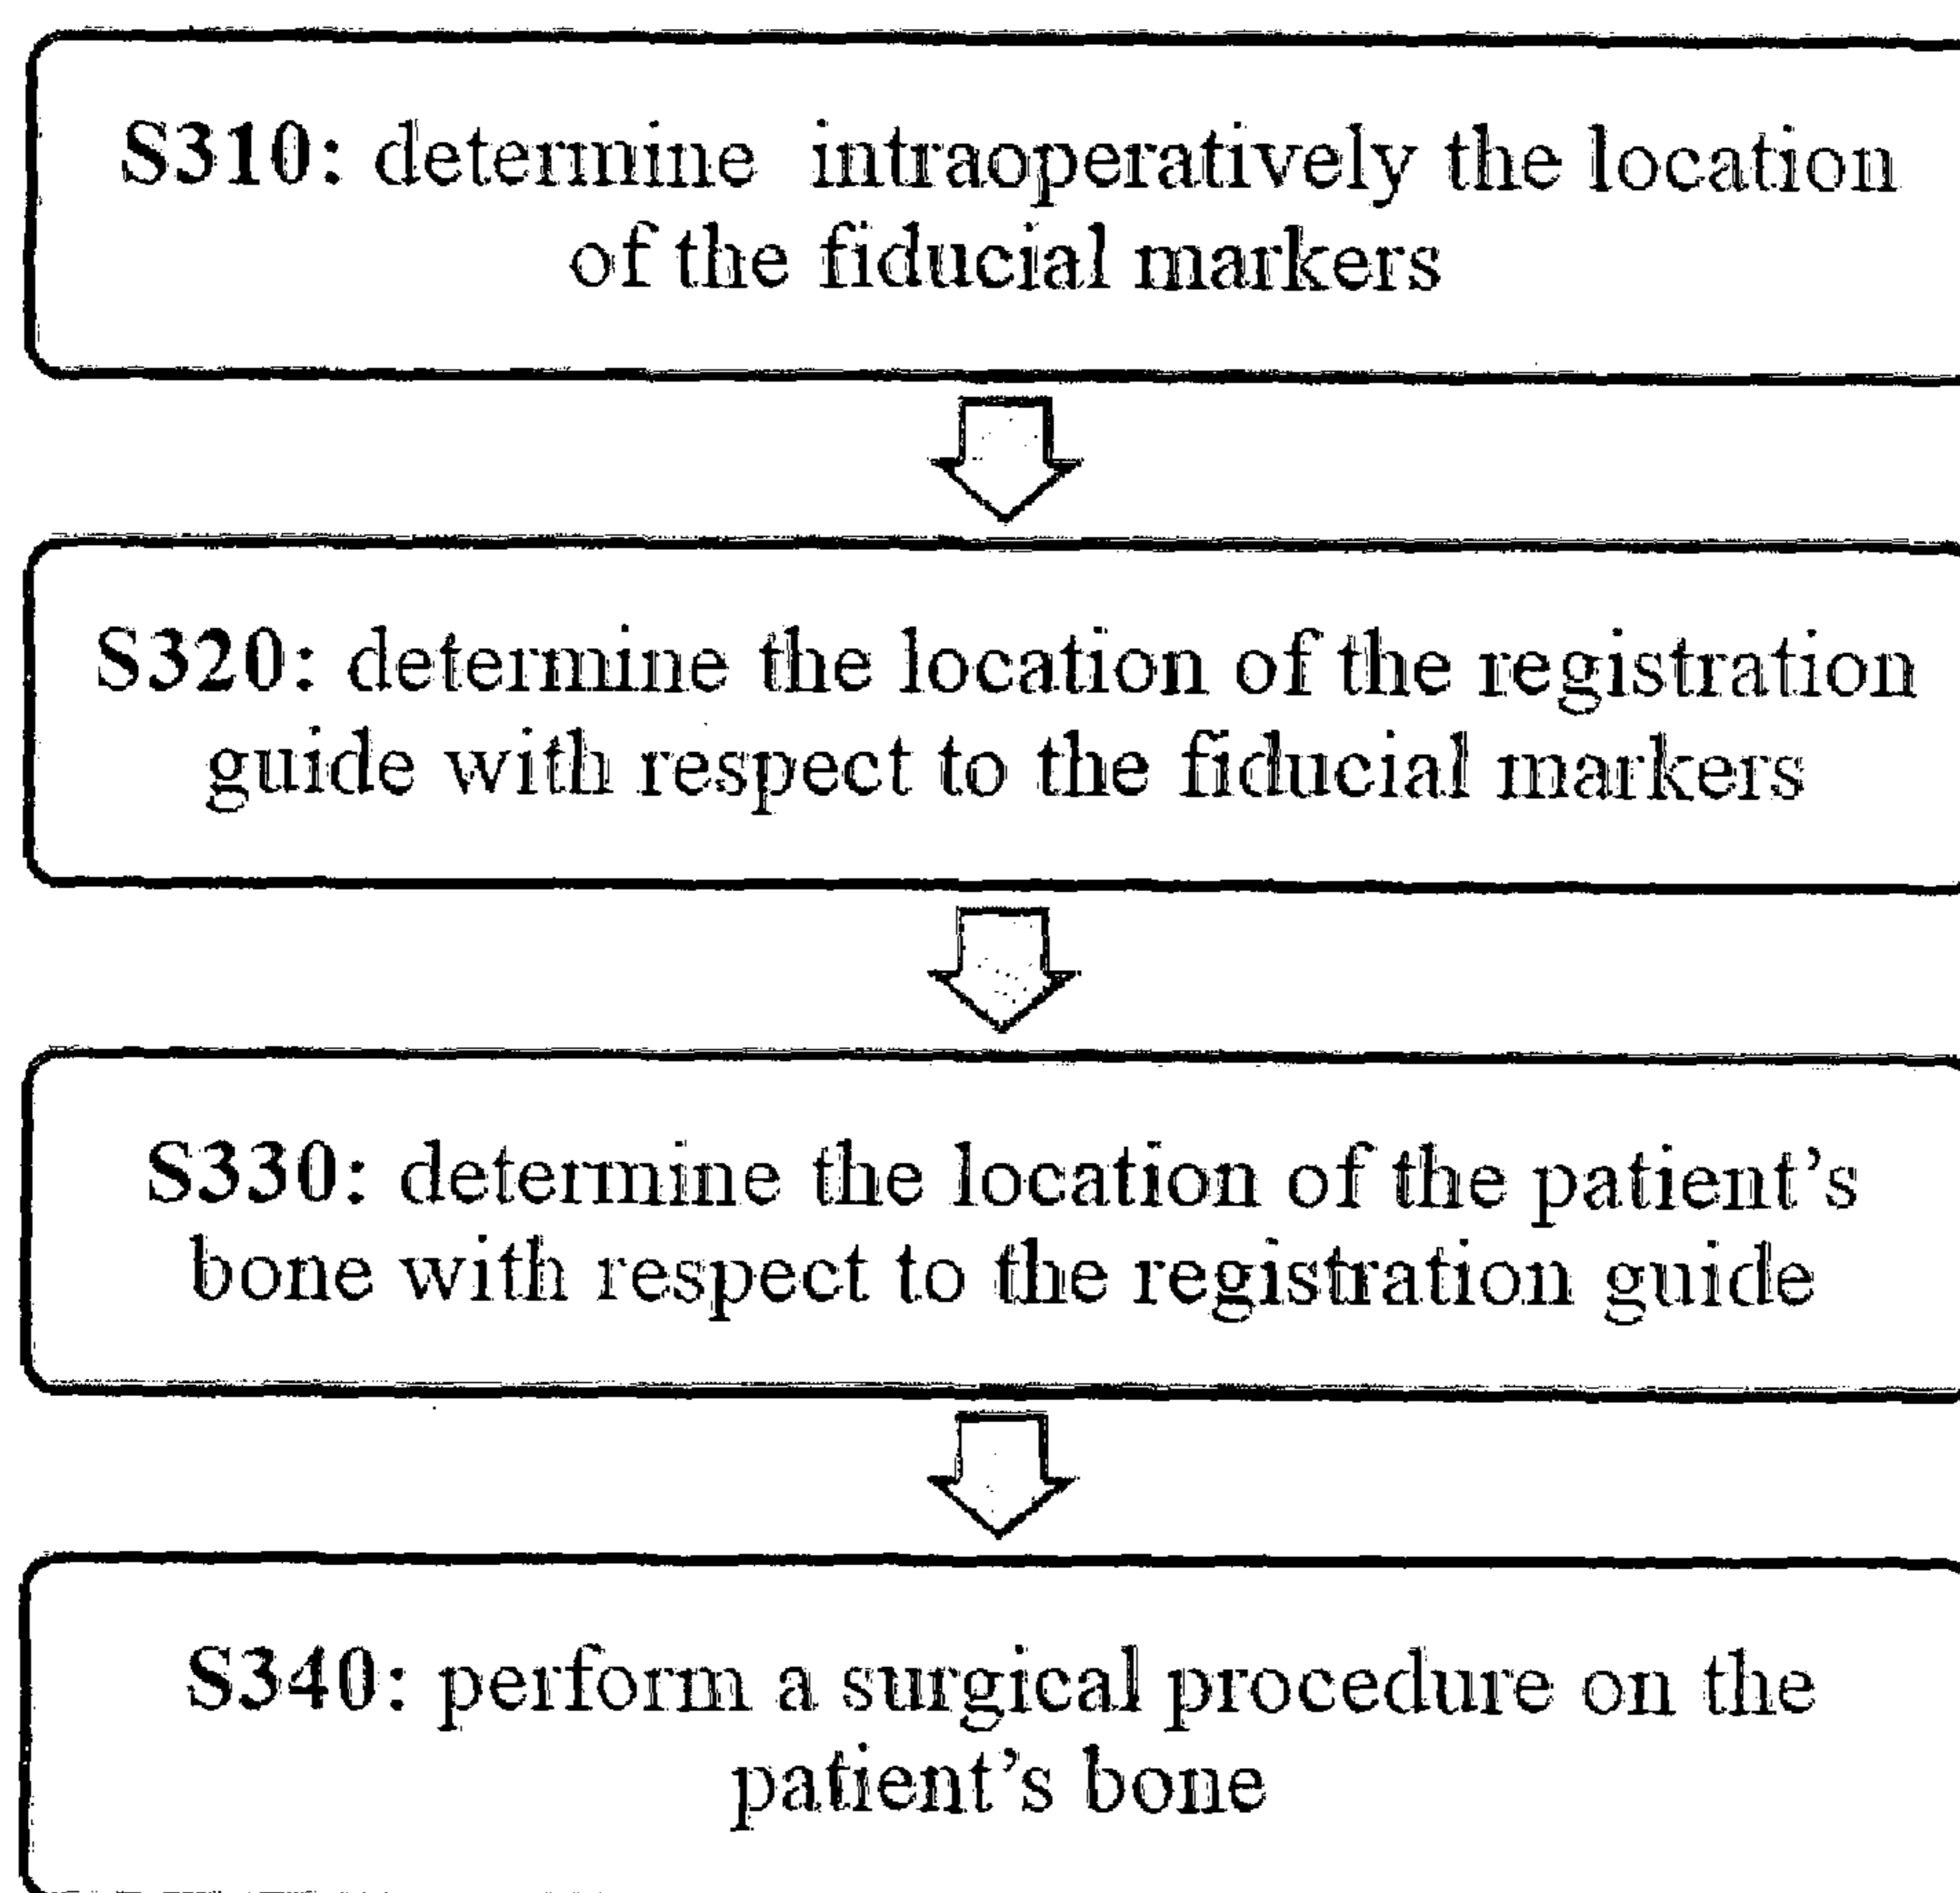 S310: determine intraoperatively the location
of the fiducial markers
S320: determine the location of the registration
guide with respect to the fiducial markers
S330: determine the location of the patient's
bone with respect to the registration guide
S340: perform a surgical procedure on the
patient's bone